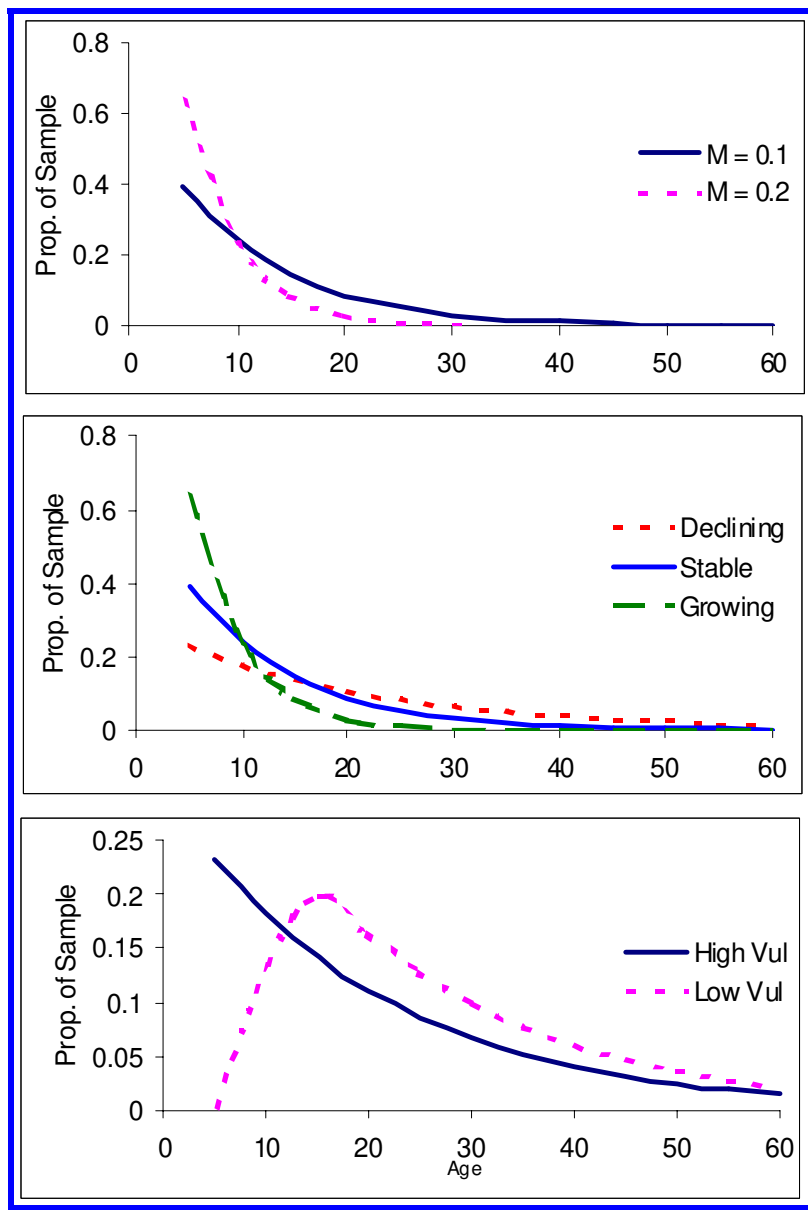 0.8
0.6
0.4
0.2
0
Prop. of Sample
M = 0.1
M = 0.2
0 10 20 30 40 50 60
0.8
0.6
0.4
0.2
0
Prop. of Sample
Declining
Stable
Growing
0 10 20 30 40 50 60
0.25
0.2
0.15
0.1
0.05
0
Prop. of Sample
High Vul
Low Vul
0 10 20 30 40 50 60
Age